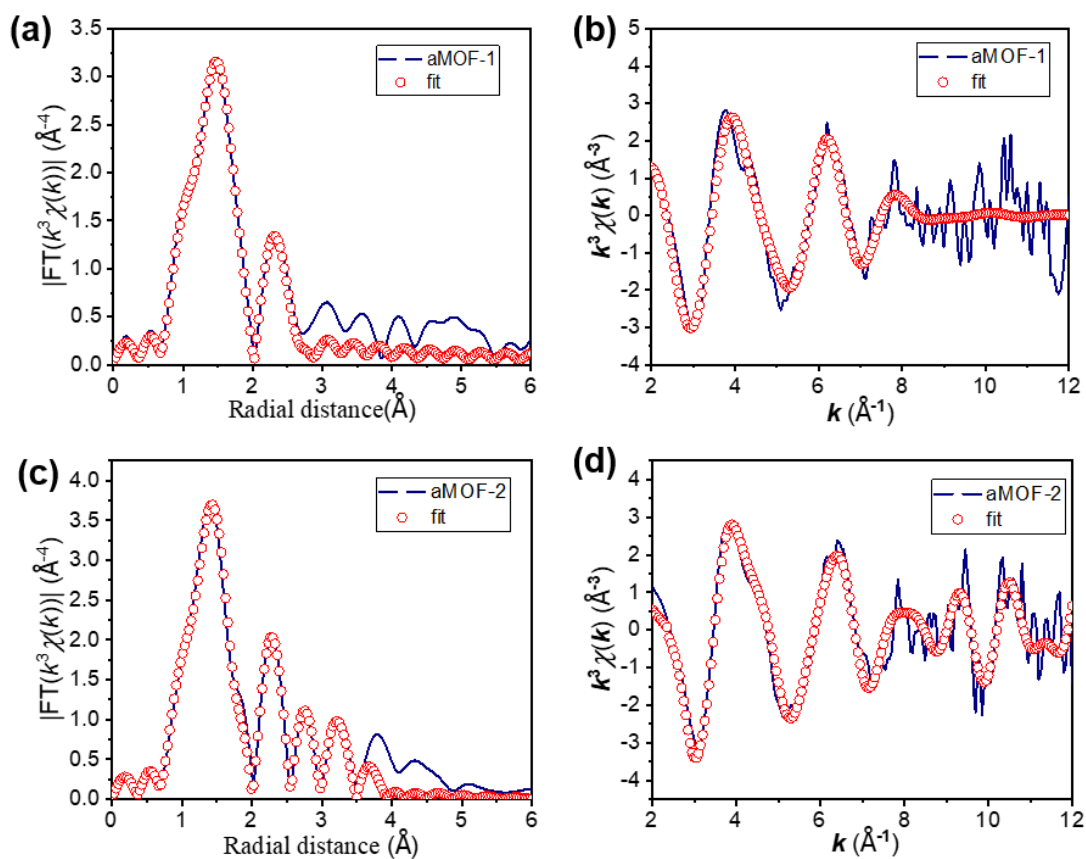 (a)
3.5
3.0
2.5
2.0
1.5
1.0
0.5
0.0
|FT(k³ χ(k))| (Å⁻⁴)
aMOF-1
fit
0 1 2 3 4 5 6
Radial distance(Å)
(b)
5
4
3
2
1
0
-1
-2
-3
-4
k³ χ(k) (Å⁻³)
aMOF-1
fit
2 4 6 8 10 12
k (Å⁻¹)
(c)
4.0
3.5
3.0
2.5
2.0
1.5
1.0
0.5
0.0
|FT(k³ χ(k))| (Å⁻⁴)
aMOF-2
fit
0 1 2 3 4 5 6
Radial distance(Å)
(d)
4
3
2
1
0
-1
-2
-3
-4
k³ χ(k) (Å⁻³)
aMOF-2
fit
2 4 6 8 10 12
k (Å⁻¹)